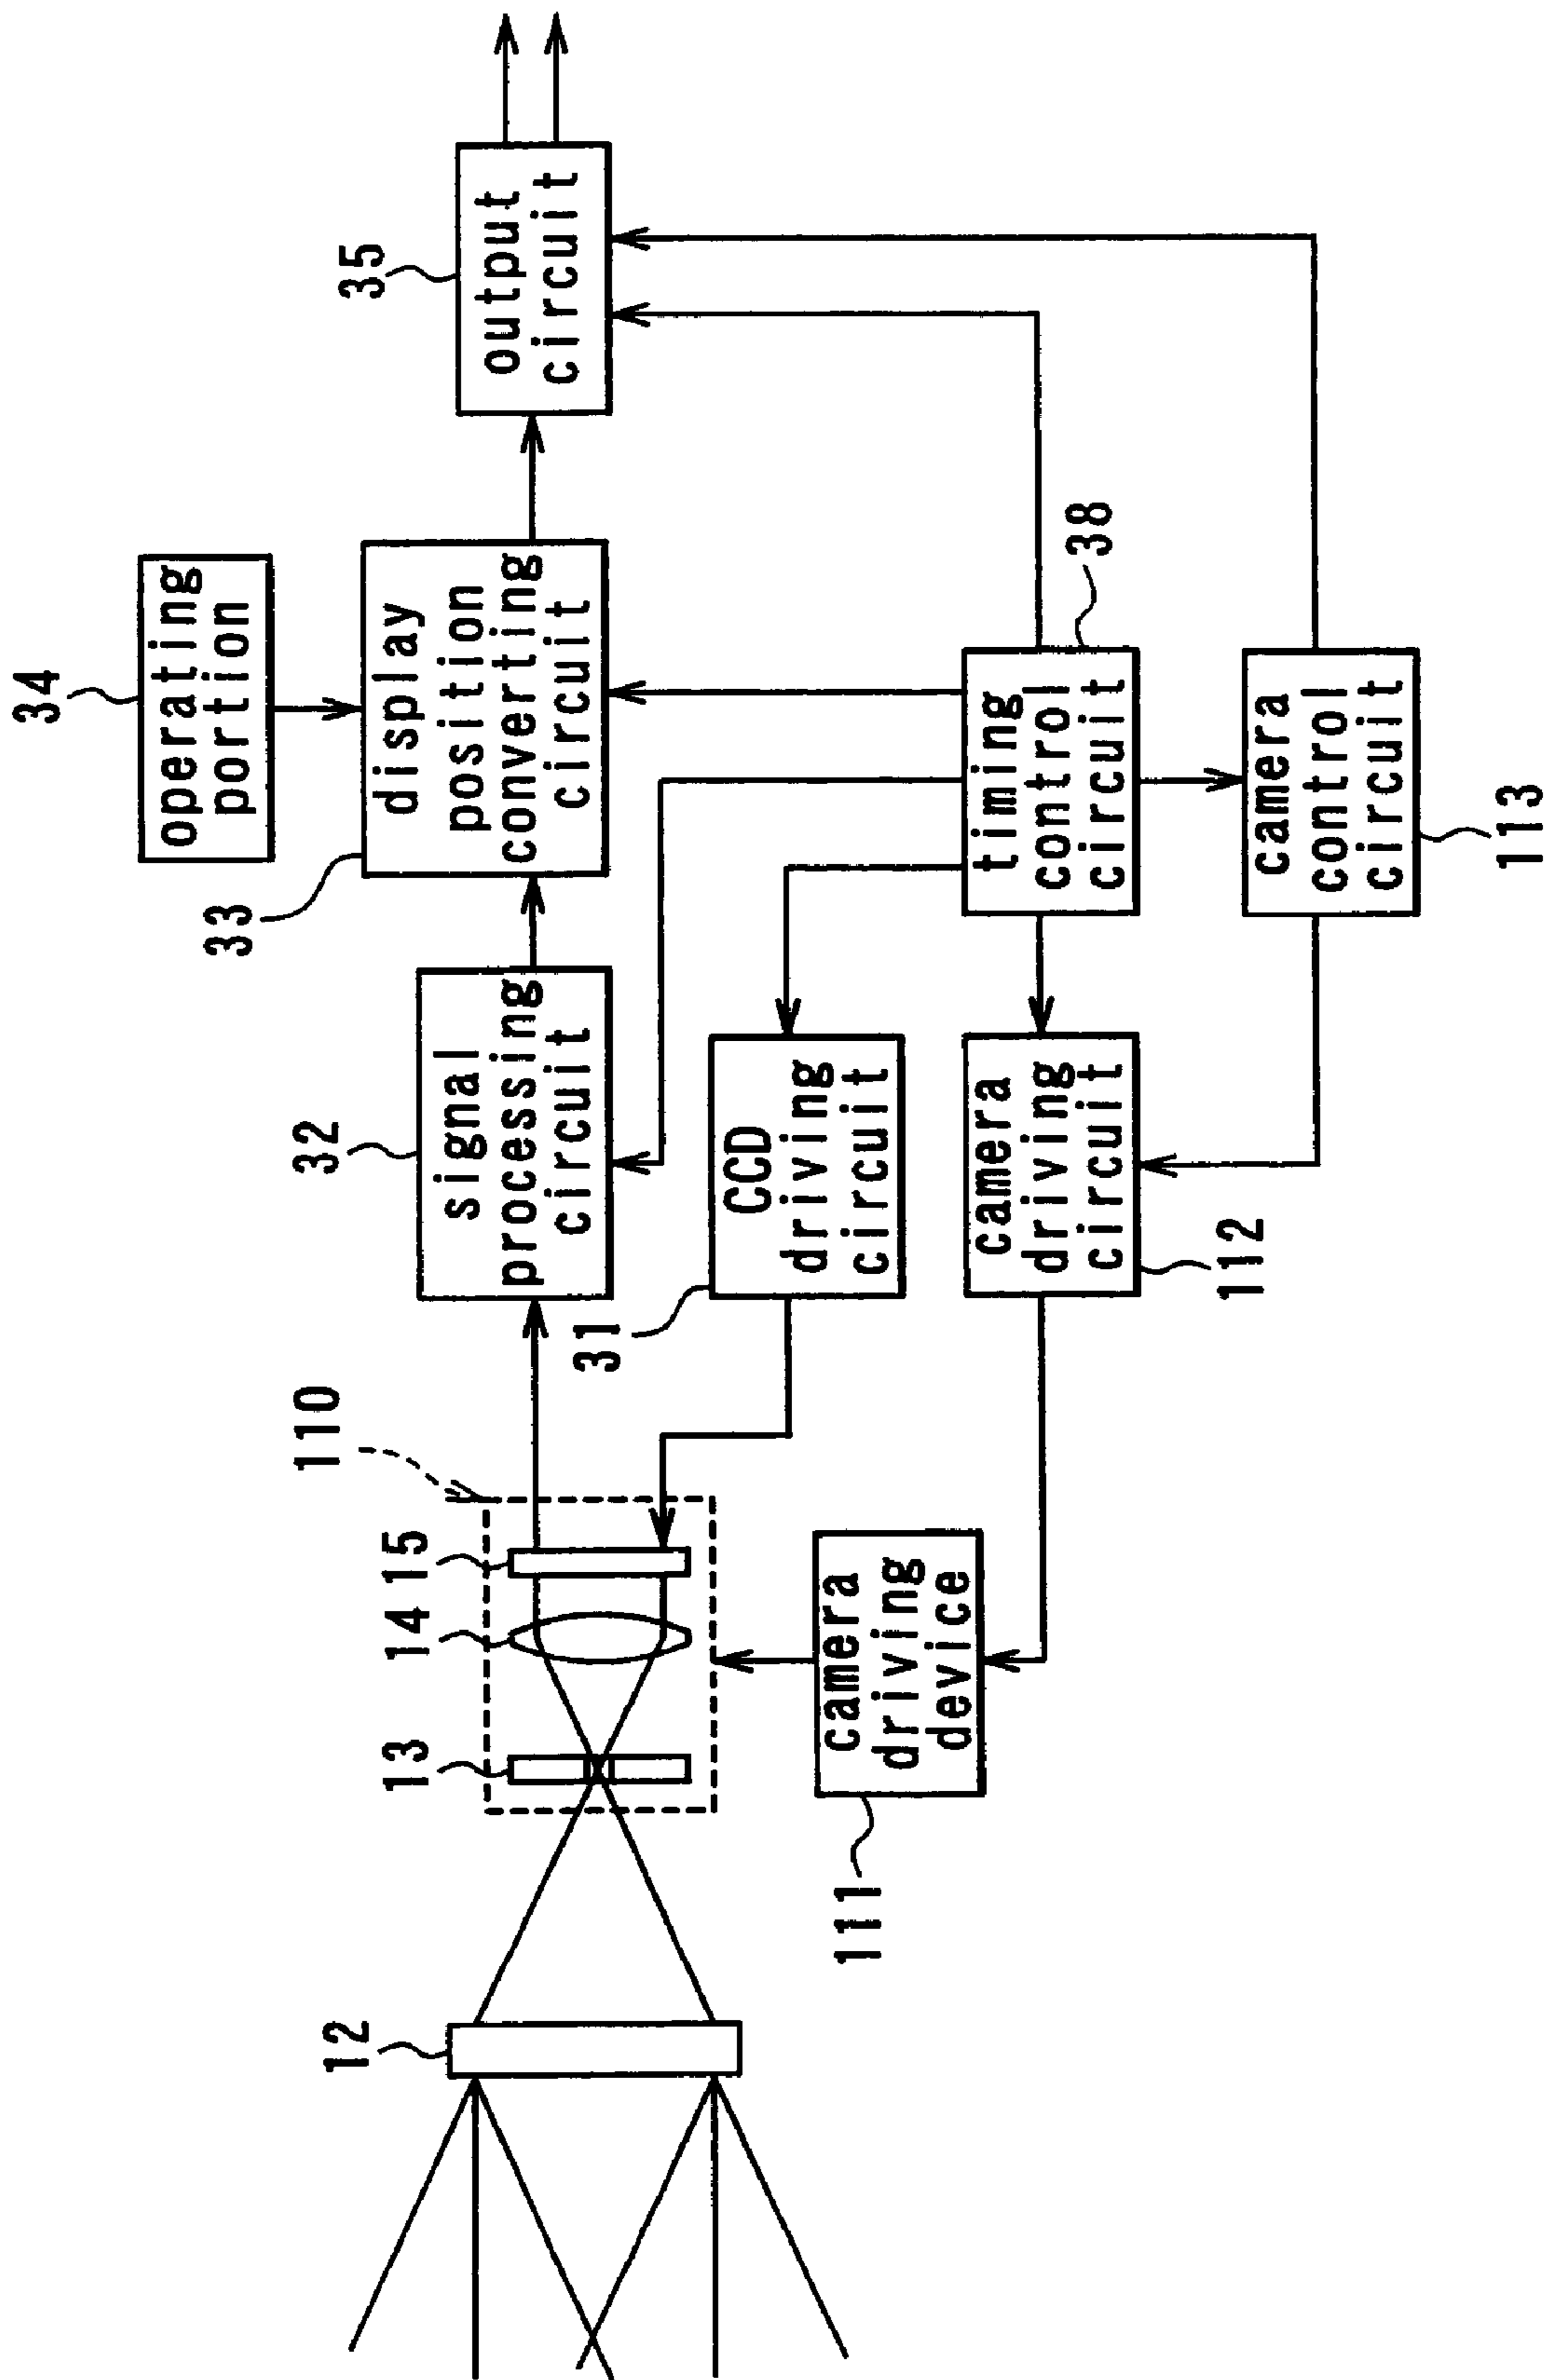 34
operating
portion
35
output
circuit
33
display
position
converting
circuit
32
signal
processing
circuit
110
15
14
13
12
31
CCD
driving
circuit
38
timing
control
circuit
111
camera
driving
device
112
camera
driving
circuit
113
camera
control
circuit